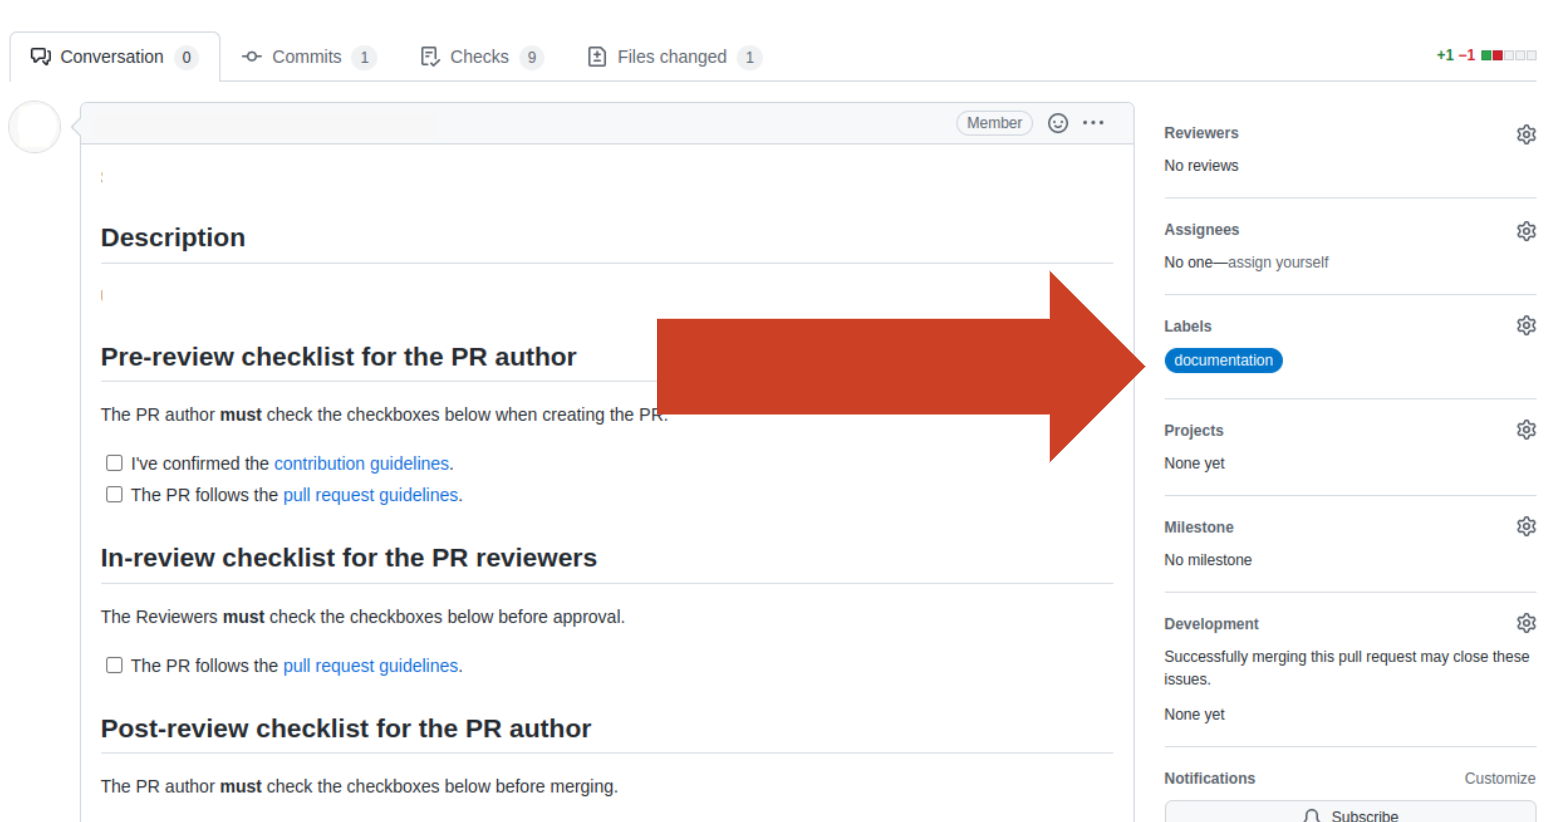 Conversation 0 Commits 1 Checks 9 Files changed 1 +1 −1
Member
Description
Pre-review checklist for the PR author
The PR author must check the checkboxes below when creating the PR.
I've confirmed the contribution guidelines.
The PR follows the pull request guidelines.
In-review checklist for the PR reviewers
The Reviewers must check the checkboxes below before approval.
The PR follows the pull request guidelines.
Post-review checklist for the PR author
The PR author must check the checkboxes below before merging.
Reviewers
No reviews
Assignees
No one—assign yourself
Labels
documentation
Projects
None yet
Milestone
No milestone
Development
Successfully merging this pull request may close these
issues.
None yet
Notifications Customize
Subscribe